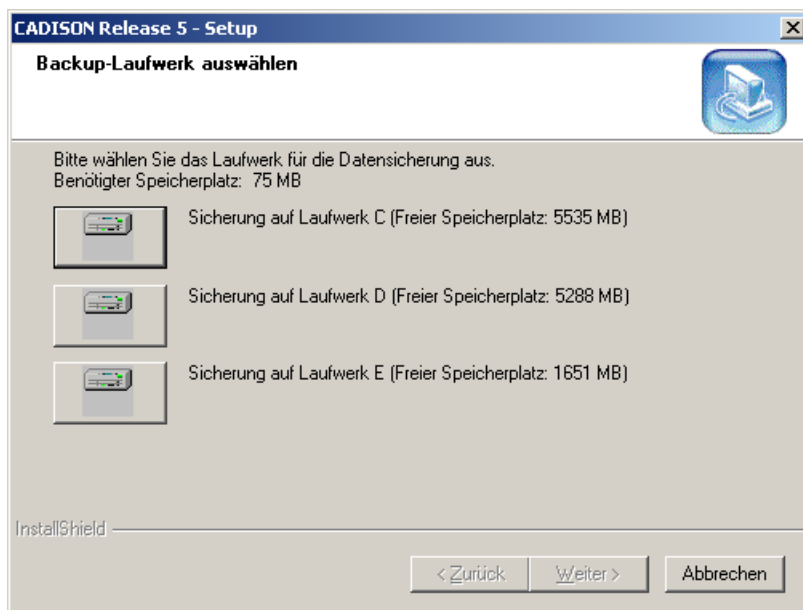 CADISON Release 5 - Setup
Backup-Laufwerk auswählen
Bitte wählen Sie das Laufwerk für die Datensicherung aus.
Benötigter Speicherplatz: 75 MB
Sicherung auf Laufwerk C (Freier Speicherplatz: 5535 MB)
Sicherung auf Laufwerk D (Freier Speicherplatz: 5288 MB)
Sicherung auf Laufwerk E (Freier Speicherplatz: 1651 MB)
InstallShield
< Zurück Weiter > Abbrechen